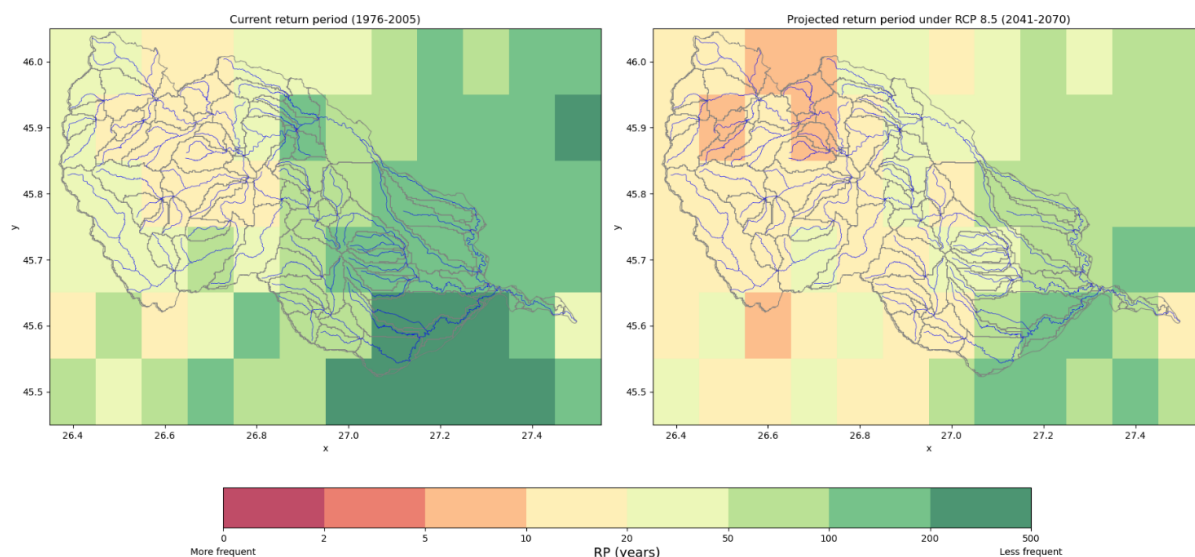 Current return period (1976-2005)
Projected return period under RCP 8.5 (2041-2070)
y
46.0
45.9
45.8
45.7
45.6
45.5
26.4 26.6 26.8 27.0 27.2 27.4
x
y
46.0
45.9
45.8
45.7
45.6
45.5
26.4 26.6 26.8 27.0 27.2 27.4
x
0 2 5 10 20 50 100 200 500
More frequent RP (years) Less frequent